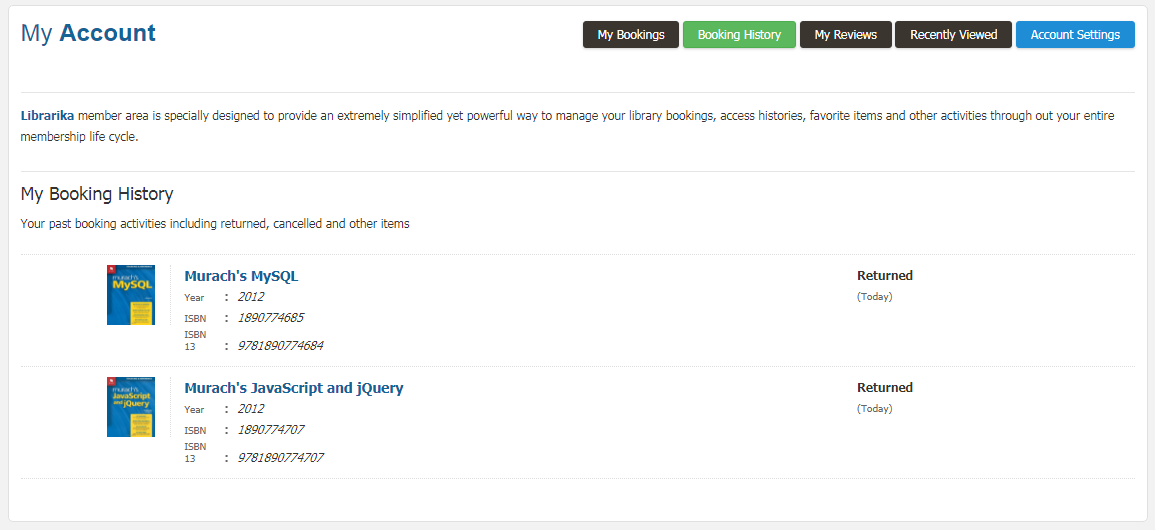 My Account
My Bookings
Booking History
My Reviews
Recently Viewed
Account Settings
Librarika member area is specially designed to provide an extremely simplified yet powerful way to manage your library bookings, access histories, favorite items and other activities through out your entire
membership life cycle.
My Booking History
Your past booking activities including returned, cancelled and other items
murach's
MySQL
Murach's MySQL
Year : 2012
ISBN : 1890774685
ISBN
13 : 9781890774684
Returned
(Today)
murach's
JavaScript
and jQuery
Murach's JavaScript and jQuery
Year : 2012
ISBN : 1890774707
ISBN
13 : 9781890774707
Returned
(Today)